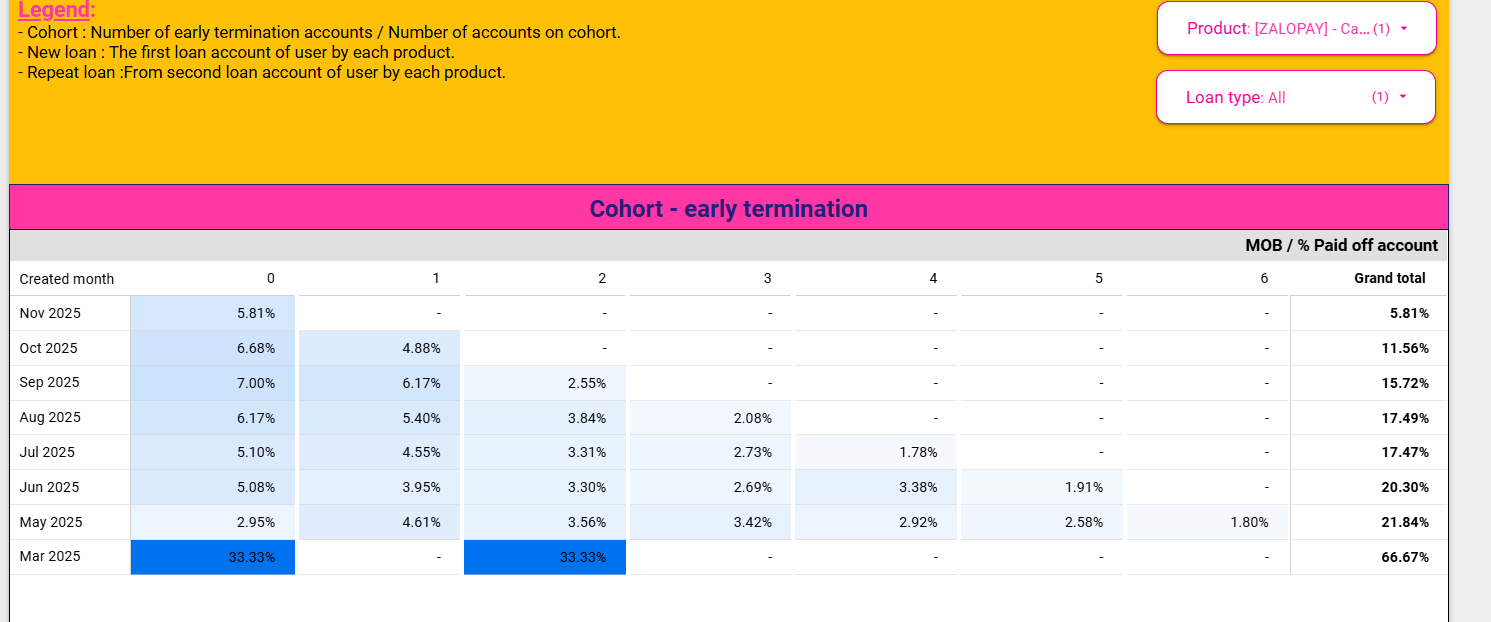 Legend:
- Cohort : Number of early termination accounts / Number of accounts on cohort.
- New loan : The first loan account of user by each product.
- Repeat loan :From second loan account of user by each product.
Product: [ZALOPAY] - Ca... (1)
Loan type: All (1)
Cohort - early termination
MOB / % Paid off account
Created month 0 1 2 3 4 5 6 Grand total
Nov 2025 5.81% - - - - - - 5.81%
Oct 2025 6.68% 4.88% - - - - - 11.56%
Sep 2025 7.00% 6.17% 2.55% - - - - 15.72%
Aug 2025 6.17% 5.40% 3.84% 2.08% - - - 17.49%
Jul 2025 5.10% 4.55% 3.31% 2.73% 1.78% - - 17.47%
Jun 2025 5.08% 3.95% 3.30% 2.69% 3.38% 1.91% - 20.30%
May 2025 2.95% 4.61% 3.56% 3.42% 2.92% 2.58% 1.80% 21.84%
Mar 2025 33.33% - 33.33% - - - - 66.67%